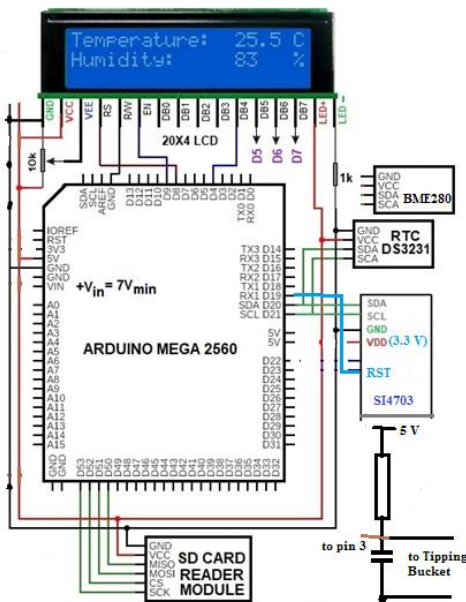 Temperature: 25.5 C
Humidity: 83 %
GND VCC VEE RS R/W EN DB0 DB1 DB2 DB3 DB4 DB5 DB6 DB7 LED+ LED-
20X4 LCD
D5 D6 D7
10k
1k
GND
VCC
SDA
SCA
BME280
GND
VCC
SDA
SCA
RTC
DS3231
SDA SCL AREF GND D13 D12 D11 D10 D9 D8 D7 D6 D5 D4 D3 D2 TX0 D1 RX0 D0
IOREF
RST
3V3
5V
GND
GND
VIN
A0
A1
A2
A3
A4
A5
A6
A7
A8
A9
A10
A11
A12
A13
A14
A15
+Vin = 7Vmin
ARDUINO MEGA 2560
TX3 D14
RX3 D15
TX2 D16
RX2 D17
TX1 D18
RX1 D19
SDA D20
SCL D21
5V
5V
D22
D23
D24
D25
D26
D27
D28
D29
D30
D31
GND GND D53 D52 D51 D50 D49 D48 D47 D46 D45 D44 D43 D42 D41 D40 D39 D38 D37 D36 D35 D34 D33 D32
SDA
SCL
GND
VDD (3.3 V)
RST
SI4703
5 V
to pin 3
to Tipping
Bucket
GND
VCC
MISO
MOSI
CS
SCK
SD CARD
READER
MODULE